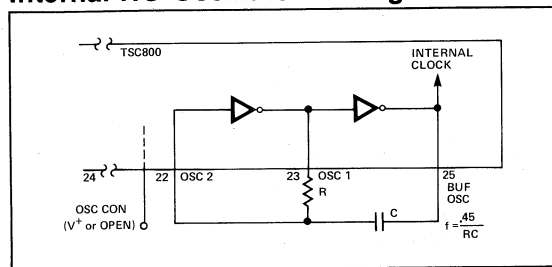 TSC800
INTERNAL
CLOCK
24
22
OSC 2
23
OSC 1
R
25
BUF
OSC
OSC CON
(V+ or OPEN)
C
f = .45
RC